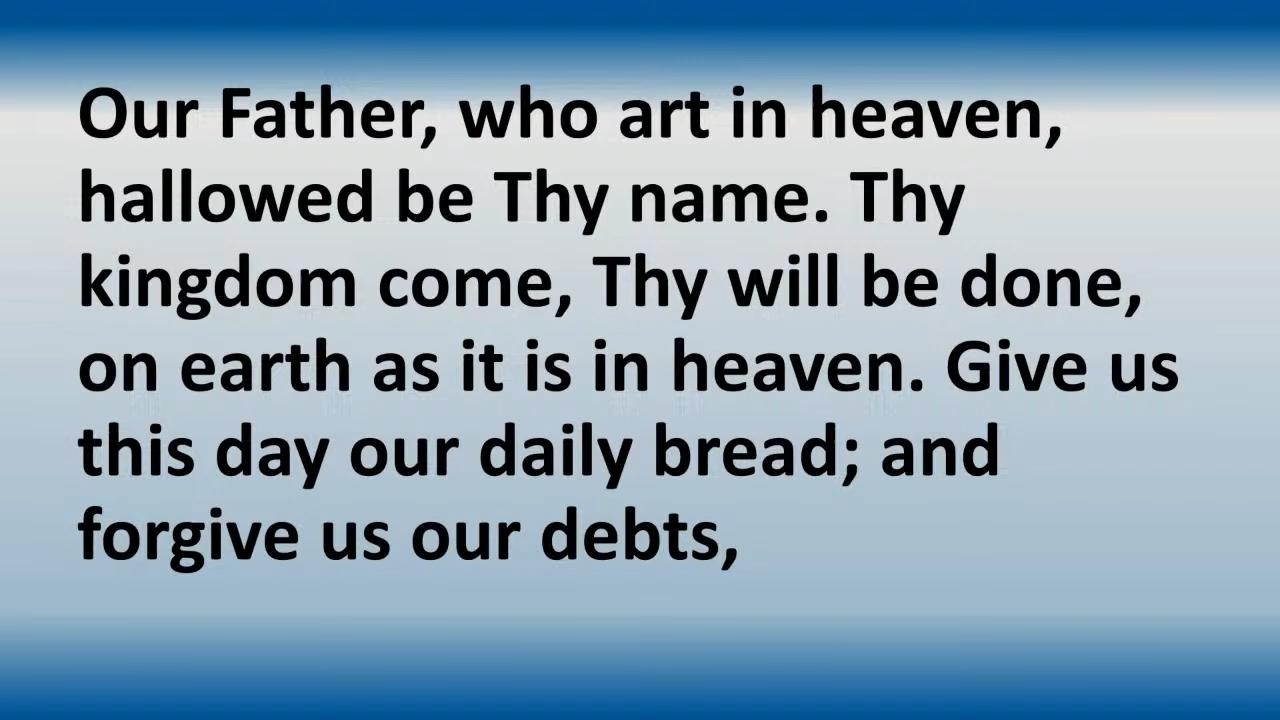 Our Father, who art in heaven,
hallowed be Thy name. Thy
kingdom come, Thy will be done,
on earth as it is in heaven. Give us
this day our daily bread; and
forgive us our debts,